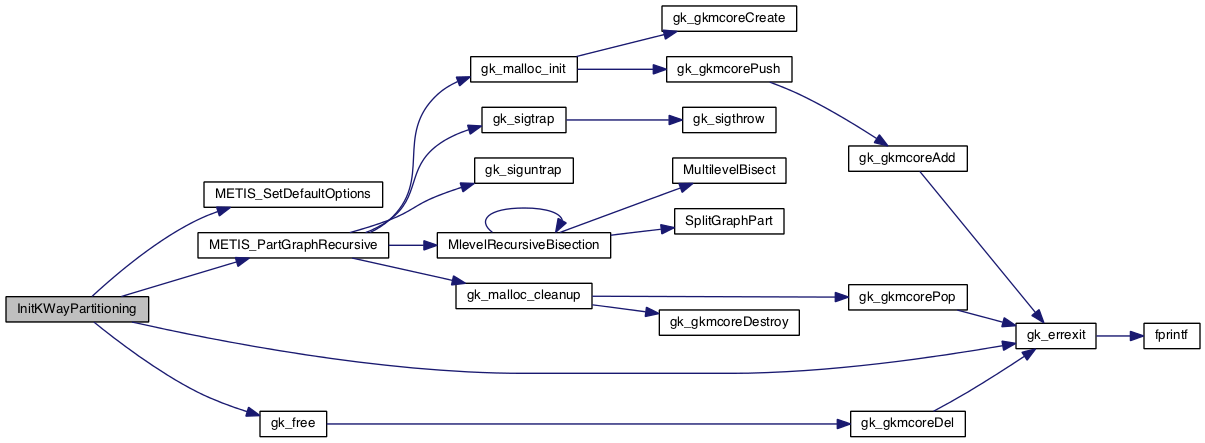 gk_gkmcoreCreate
gk_malloc_init
gk_gkmcorePush
gk_sigtrap
gk_sigthrow
gk_gkmcoreAdd
gk_siguntrap
MultilevelBisect
METIS_SetDefaultOptions
SplitGraphPart
METIS_PartGraphRecursive
MlevelRecursiveBisection
gk_malloc_cleanup
gk_gkmcorePop
InitKWayPartitioning
gk_gkmcoreDestroy
gk_errexit
fprintf
gk_free
gk_gkmcoreDel